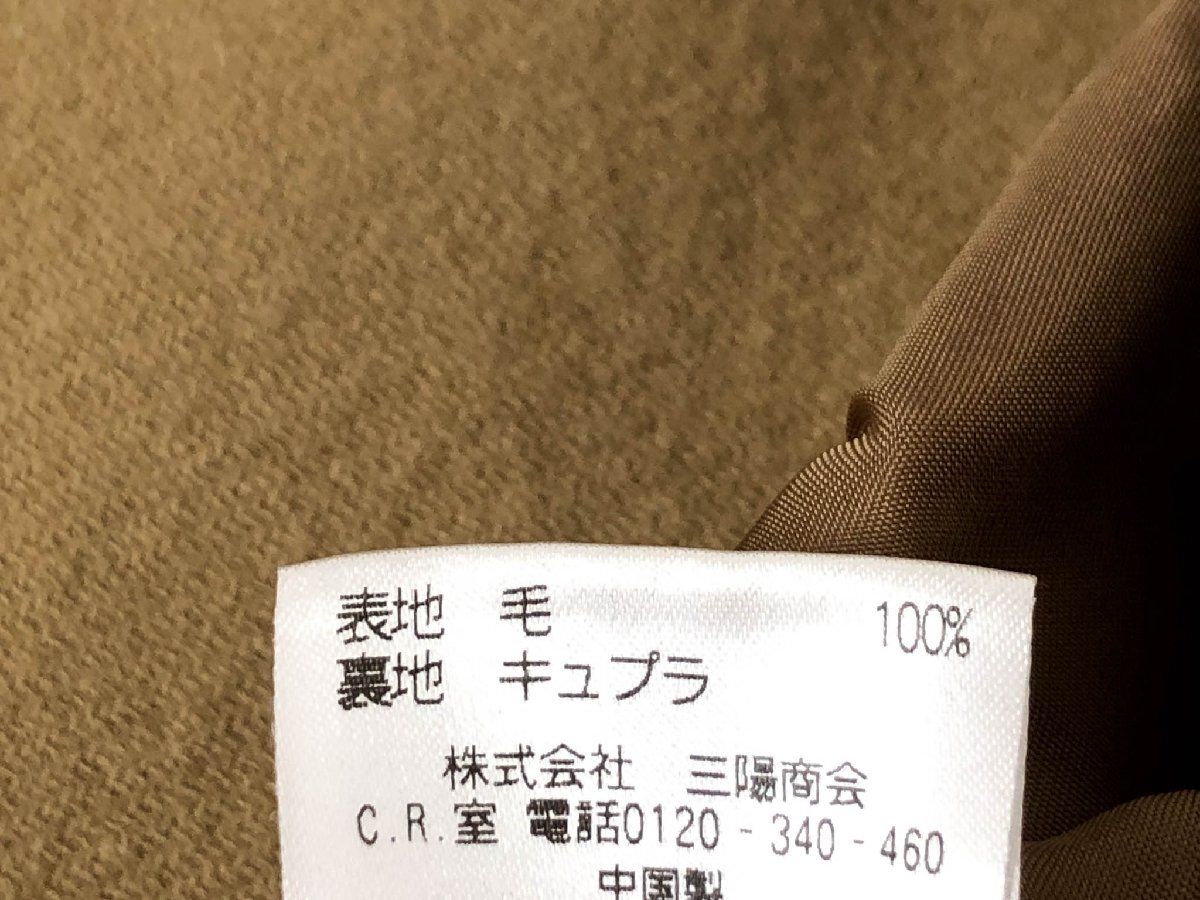 表地 毛 100%
裏地 キュプラ
株式会社 三陽商会
C.R.室 電話0120-340-460
中国製